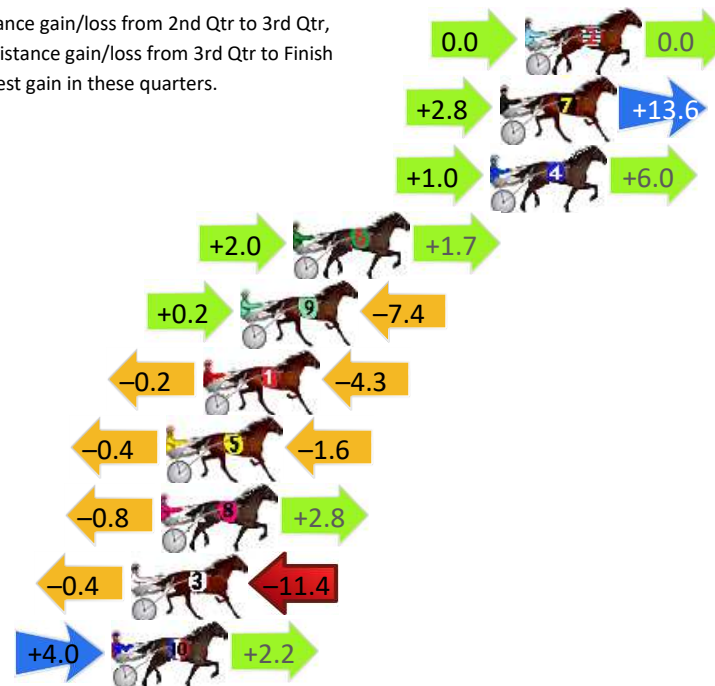 ance gain/loss from 2nd Qtr to 3rd Qtr,
istance gain/loss from 3rd Qtr to Finish
est gain in these quarters.
0.0 2 0.0
+2.8 7 +13.6
+1.0 4 +6.0
+2.0 6 +1.7
+0.2 9 –7.4
–0.2 1 –4.3
–0.4 5 –1.6
–0.8 8 +2.8
–0.4 3 –11.4
+4.0 10 +2.2